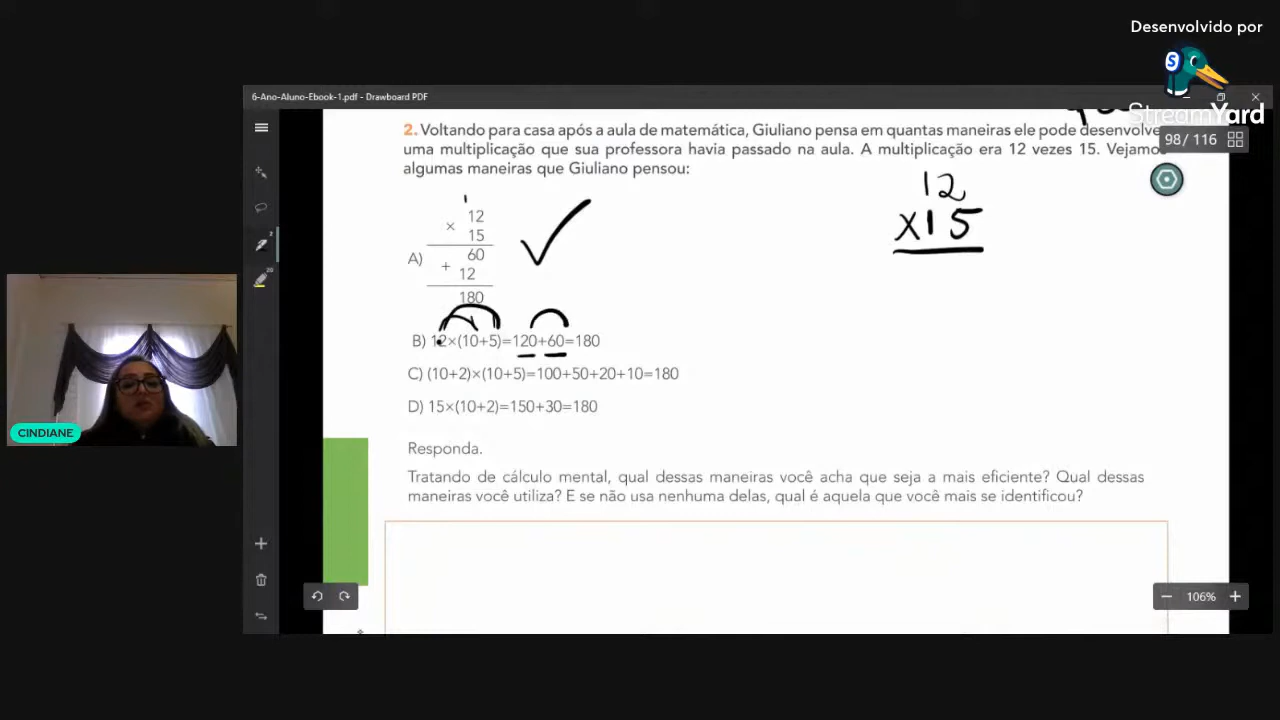 Desenvolvido por
StreamYard
6-Ano-Aluno-Ebook-1.pdf - Drawboard PDF
98 / 116
2. Voltando para casa após a aula de matemática, Giuliano pensa em quantas maneiras ele pode desenvolve
uma multiplicação que sua professora havia passado na aula. A multiplicação era 12 vezes 15. Vejamo
algumas maneiras que Giuliano pensou:
12
×15
1
12
× 15
60
A) + 12
180
B) 12×(10+5)=120+60=180
C) (10+2)×(10+5)=100+50+20+10=180
D) 15×(10+2)=150+30=180
Responda.
Tratando de cálculo mental, qual dessas maneiras você acha que seja a mais eficiente? Qual dessas
maneiras você utiliza? E se não usa nenhuma delas, qual é aquela que você mais se identificou?
CINDIANE
106%